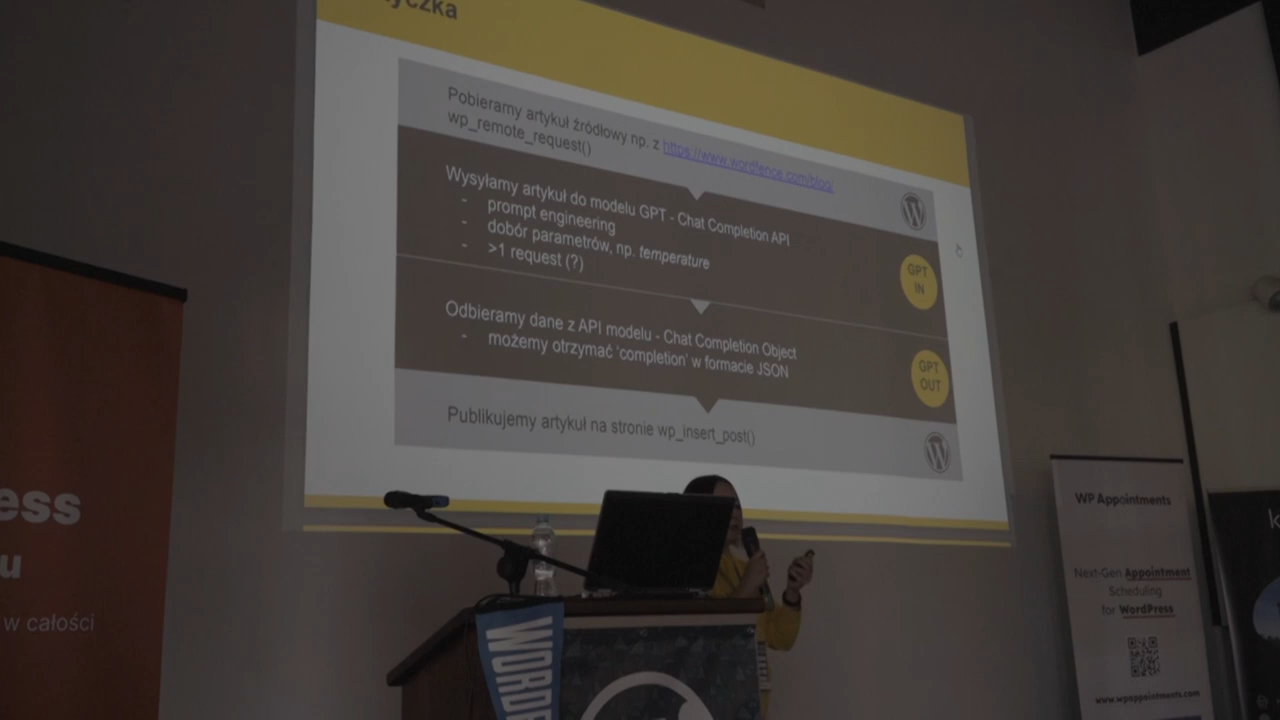 yczka
Pobieramy artykuł źródłowy np. z https://www.wordfence.com/blog/
wp_remote_request()
Wysyłamy artykuł do modelu GPT - Chat Completion API
- prompt engineering
- dobór parametrów, np. temperature
- >1 request (?)
GPT
IN
Odbieramy dane z API modelu - Chat Completion Object
- możemy otrzymać 'completion' w formacie JSON
GPT
OUT
Publikujemy artykuł na stronie wp_insert_post()
ess
u
w całości
WORDP
WP Appointments
Next-Gen Appointment
Scheduling
for WordPress
www.wpappointments.com
k